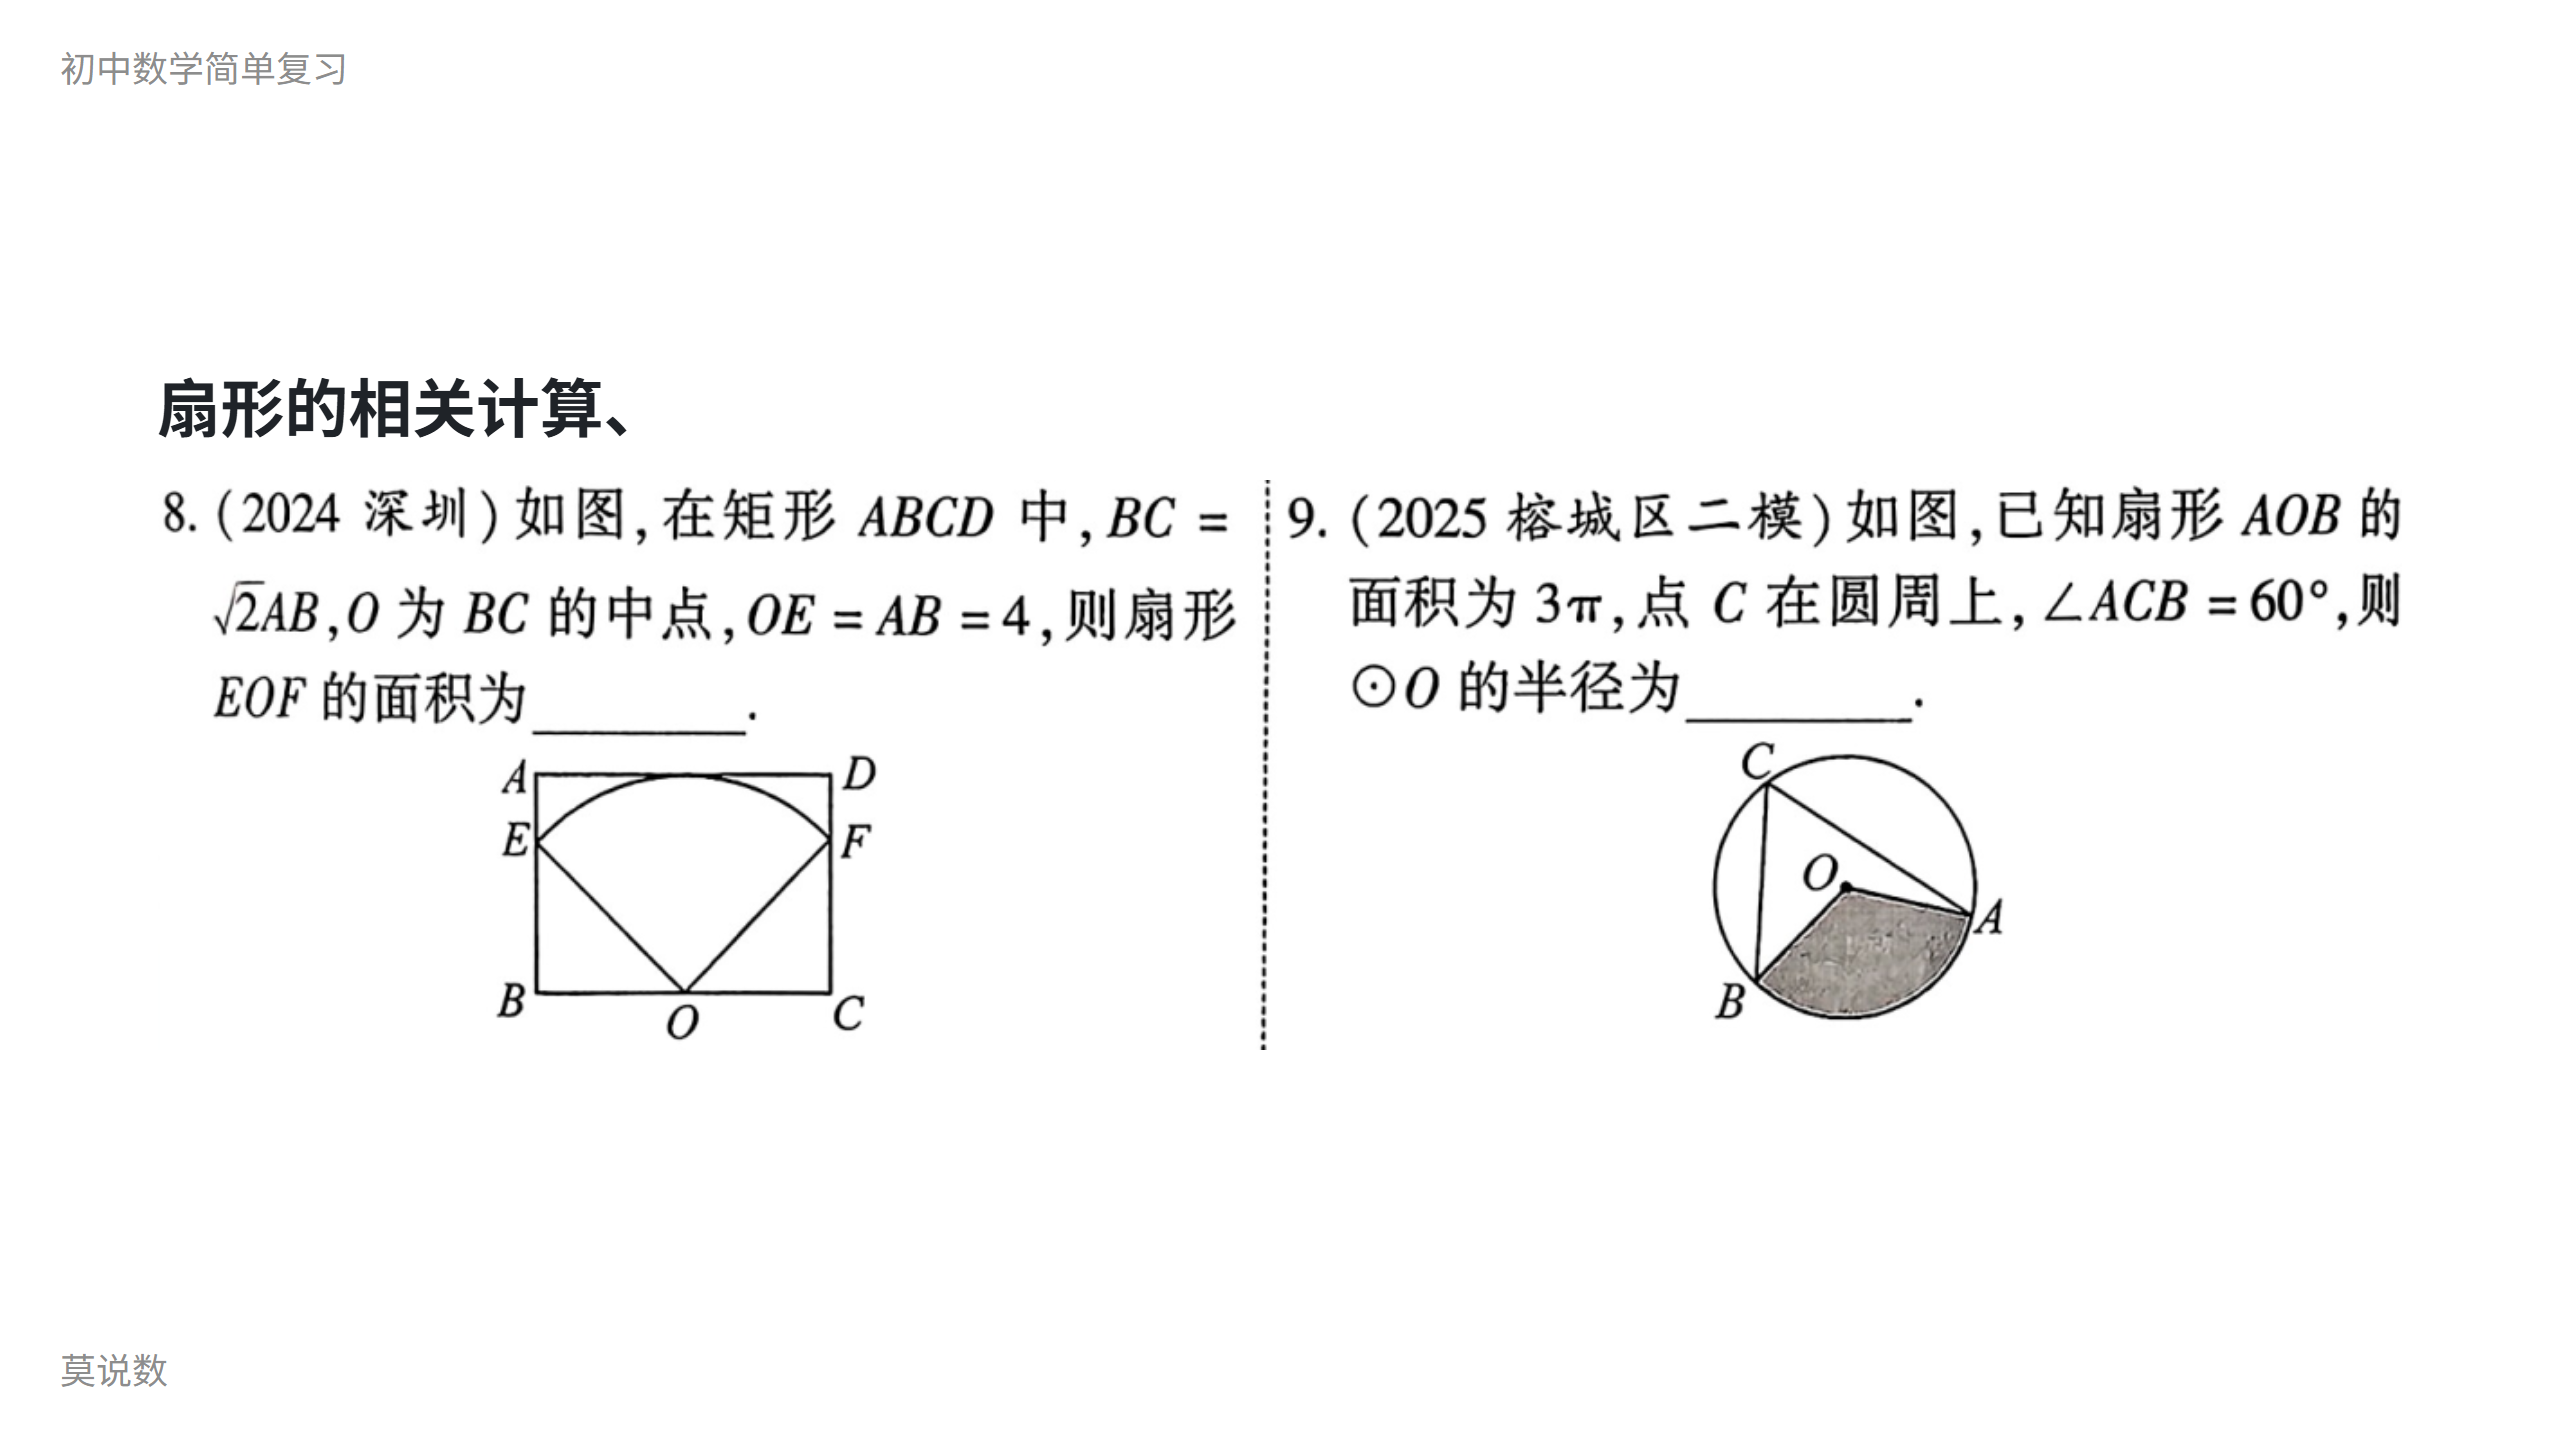 初中数学简单复习
扇形的相关计算、
8. (2024 深圳)如图,在矩形 ABCD 中,BC =
√2AB,O 为 BC 的中点,OE = AB = 4,则扇形
EOF 的面积为________.
A
D
E
F
B
O
C
9. (2025 榕城区二模)如图,已知扇形 AOB 的
面积为 3π,点 C 在圆周上,∠ACB = 60°,则
⊙O 的半径为________.
C
O
A
B
莫说数